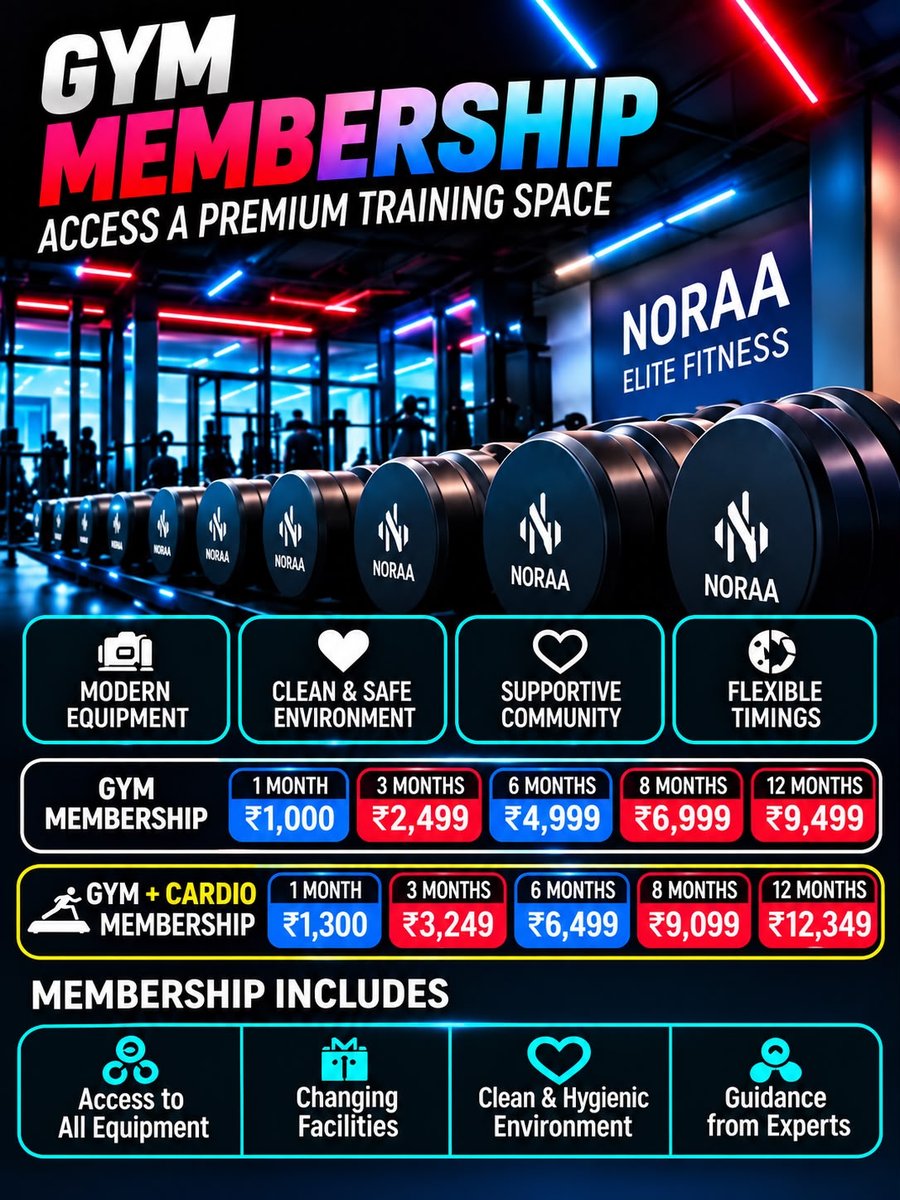 GYM
MEMBERSHIP
ACCESS A PREMIUM TRAINING SPACE
NORAA
ELITE FITNESS
NORAA
NORAA
NORAA
NORAA
NORAA
NORAA
NORAA
MODERN
EQUIPMENT
CLEAN & SAFE
ENVIRONMENT
SUPPORTIVE
COMMUNITY
FLEXIBLE
TIMINGS
GYM
MEMBERSHIP
1 MONTH
₹1,000
3 MONTHS
₹2,499
6 MONTHS
₹4,999
8 MONTHS
₹6,999
12 MONTHS
₹9,499
GYM + CARDIO
MEMBERSHIP
1 MONTH
₹1,300
3 MONTHS
₹3,249
6 MONTHS
₹6,499
8 MONTHS
₹9,099
12 MONTHS
₹12,349
MEMBERSHIP INCLUDES
Access to
All Equipment
Changing
Facilities
Clean & Hygienic
Environment
Guidance
from Experts